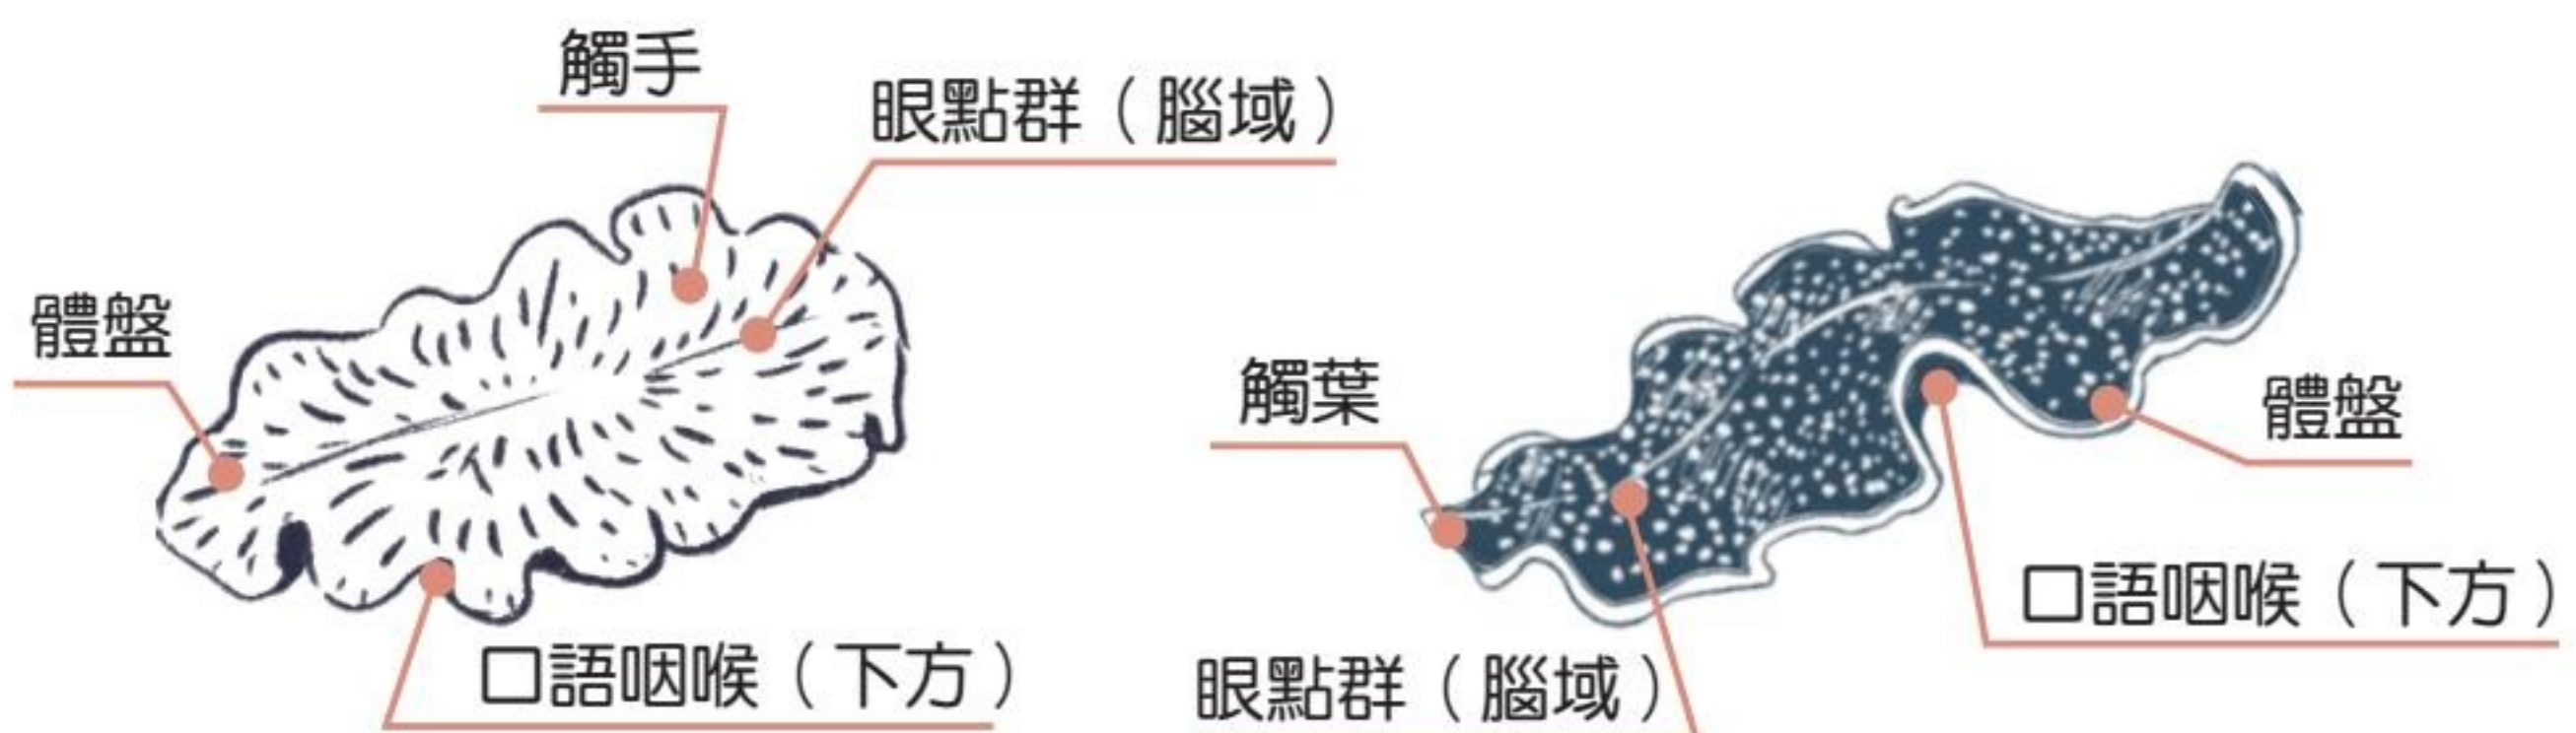 觸手
眼點群（腦域）
體盤
口語咽喉（下方）
觸葉
體盤
口語咽喉（下方）
眼點群（腦域）